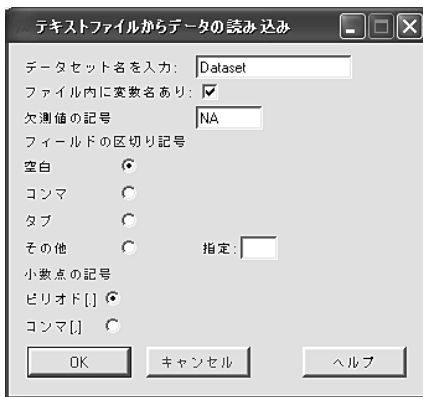 テキストファイルからデータの読み込み
データセット名を入力: Dataset
ファイル内に変数名あり:
欠測値の記号 NA
フィールドの区切り記号
空白
コンマ
タブ
その他 指定:
小数点の記号
ピリオド[.]
コンマ[,]
OK キャンセル ヘルプ